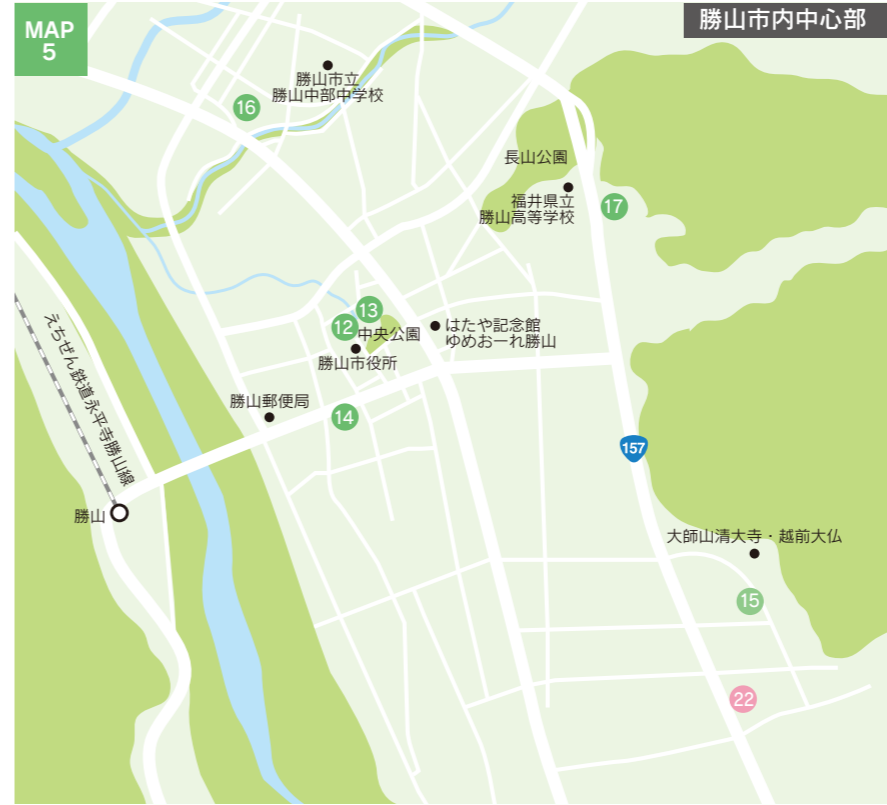 MAP
5
勝山市内中心部
勝山市立
勝山中部中学校
16
長山公園
福井県立
勝山高等学校
17
えちぜん鉄道永平寺勝山線
13
12
中央公園
勝山市役所
はたや記念館
ゆめおーれ勝山
勝山郵便局
14
157
勝山
大師山清大寺・越前大仏
15
22